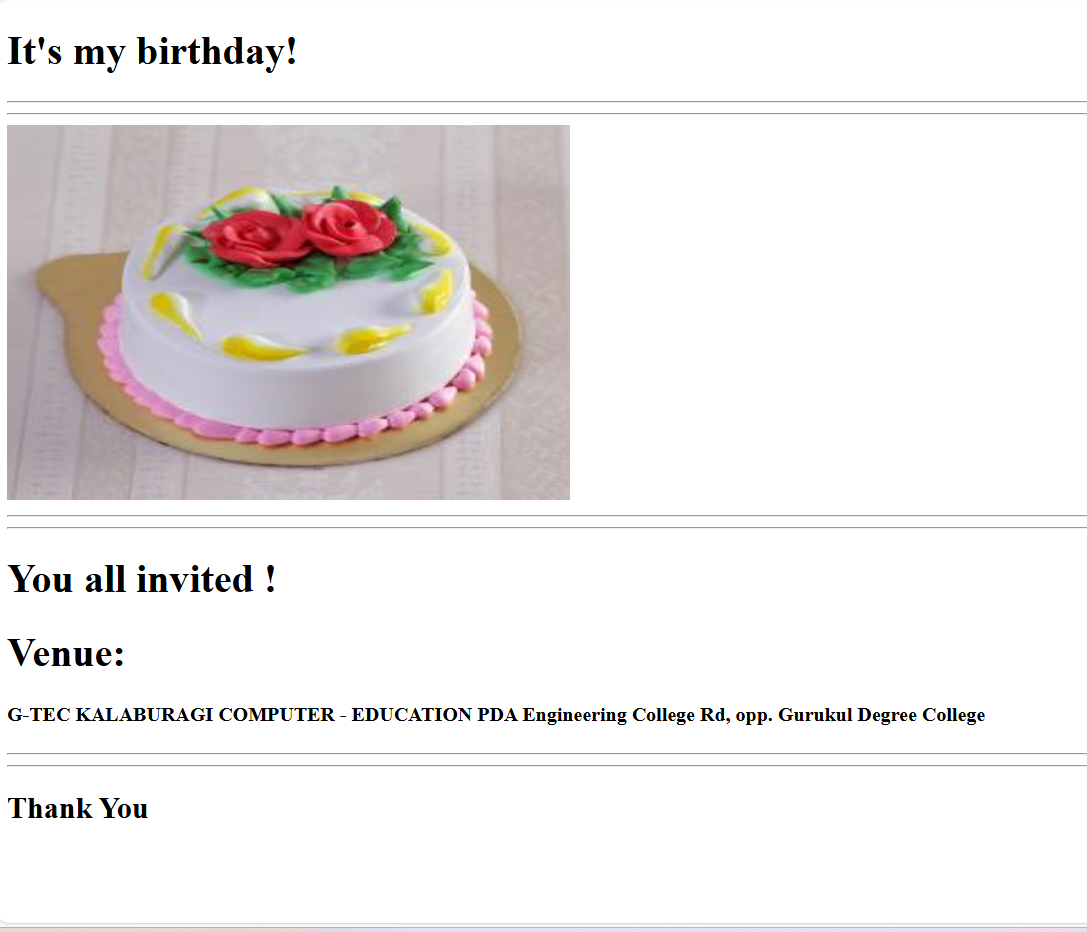 It's my birthday!
You all invited !
Venue:
G-TEC KALABURAGI COMPUTER - EDUCATION PDA Engineering College Rd, opp. Gurukul Degree College
Thank You